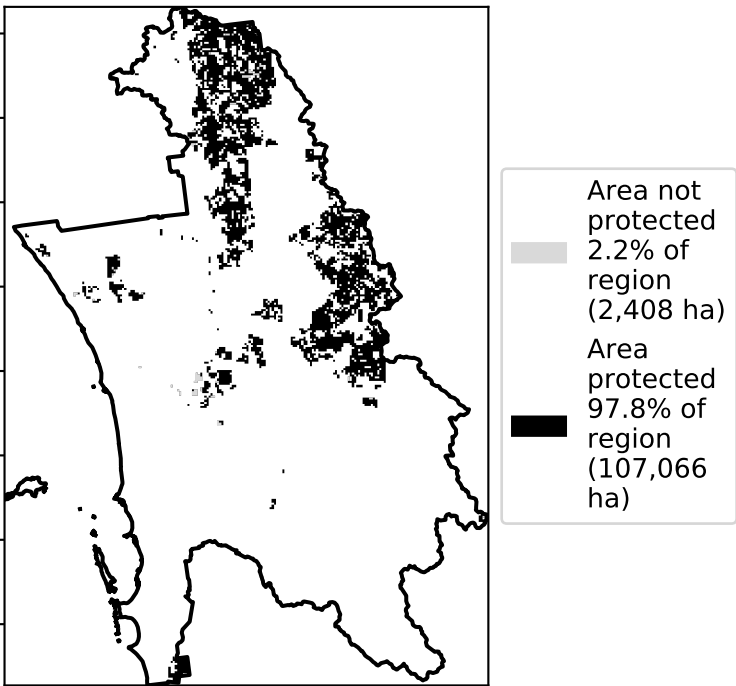 Area not
protected
2.2% of
region
(2,408 ha)
Area
protected
97.8% of
region
(107,066
ha)